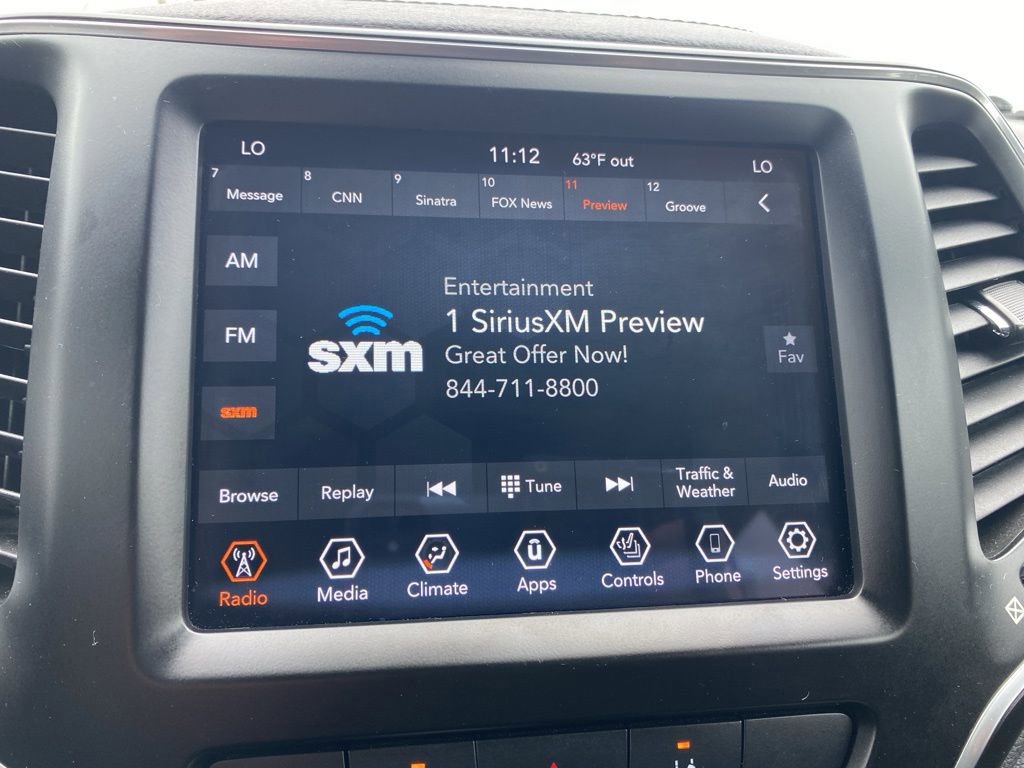 LO
11:12
63°F out
LO
7 Message
8 CNN
9 Sinatra
10 FOX News
11 Preview
12 Groove
AM
FM
sxm
sxm
Entertainment
1 SiriusXM Preview
Great Offer Now!
844-711-8800
Fav
Browse
Replay
Tune
Traffic &
Weather
Audio
Radio
Media
Climate
Apps
Controls
Phone
Settings